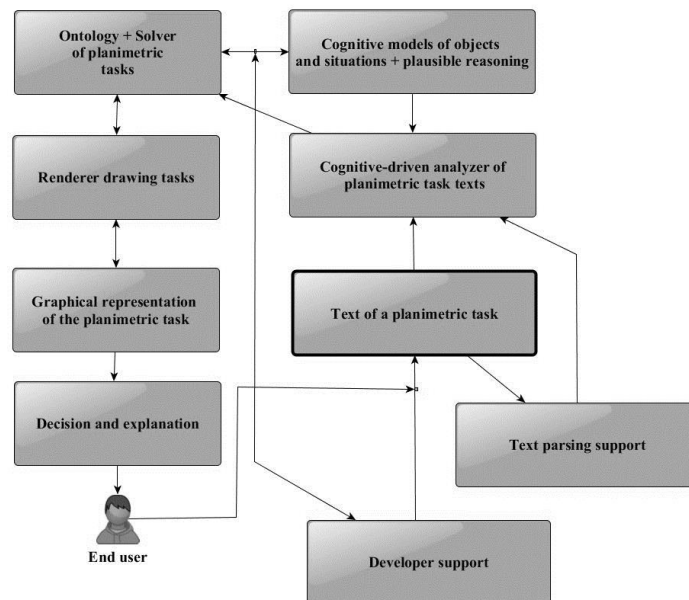 Ontology + Solver
of planimetric
tasks
Cognitive models of objects
and situations + plausible reasoning
Renderer drawing tasks
Cognitive-driven analyzer of
planimetric task texts
Graphical representation
of the planimetric task
Text of a planimetric task
Decision and explanation
Text parsing support
End user
Developer support